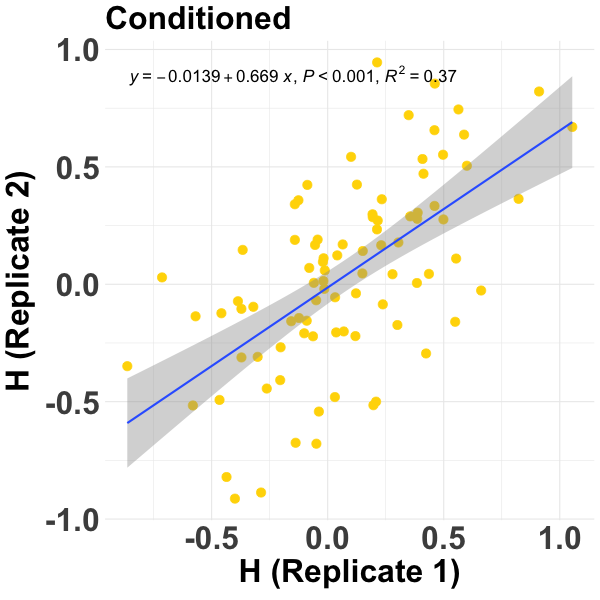 Conditioned
1.0
y = −0.0139 + 0.669 x, P < 0.001, R² = 0.37
0.5
0.0
-0.5
-1.0
H (Replicate 2)
-0.5 0.0 0.5 1.0
H (Replicate 1)